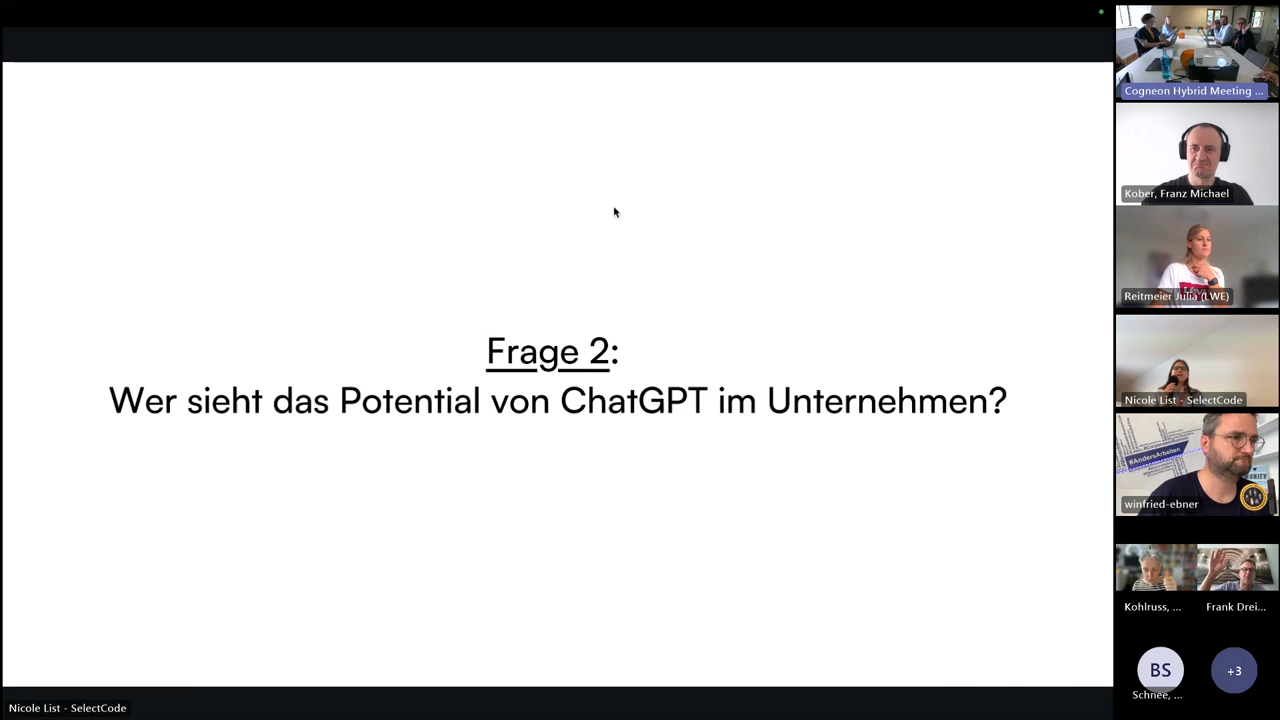 Frage 2:
Wer sieht das Potential von ChatGPT im Unternehmen?
Nicole List - SelectCode
Cogneon Hybrid Meeting ...
Kober, Franz Michael
Reitmeier Julia (LWE)
Nicole List - SelectCode
#AndersArbeiten
winfried-ebner
Kohlruss, ...
Frank Drei...
BS
Schnee, ...
+3